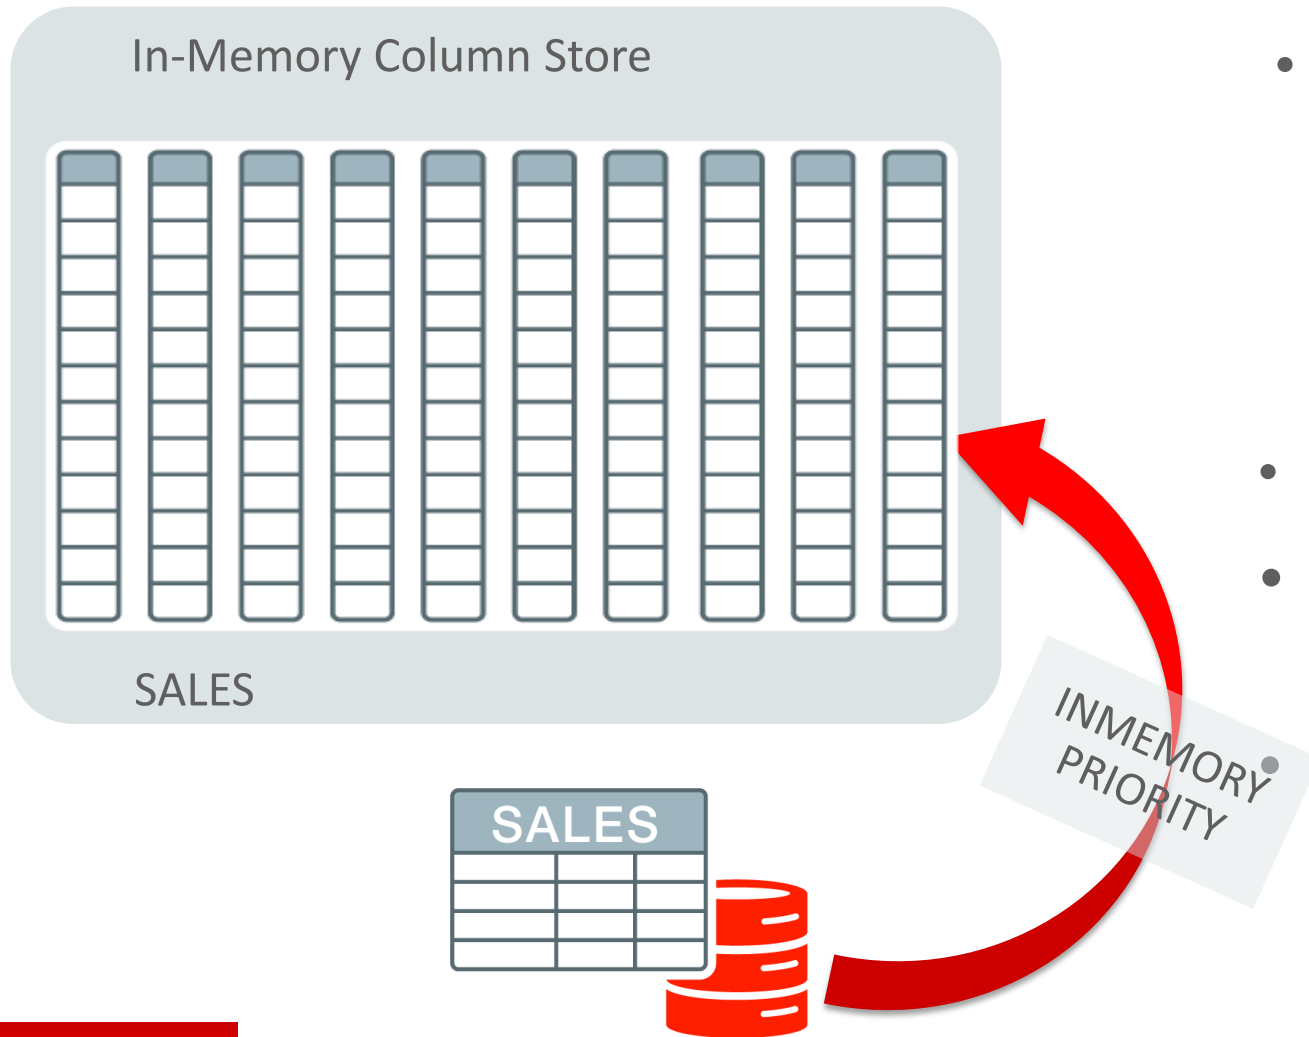 In-Memory Column Store
SALES
INMEMORY
PRIORITY
SALES